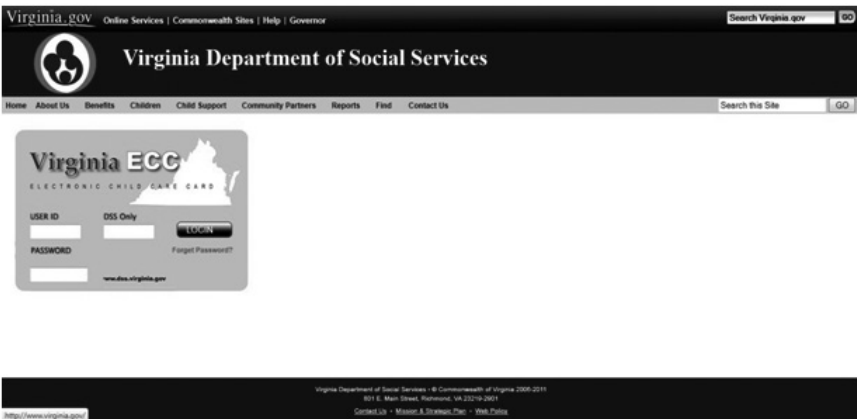 Virginia.gov Online Services | Commonwealth Sites | Help | Governor Search Virginia.gov GO
Virginia Department of Social Services
Home About Us Benefits Children Child Support Community Partners Reports Find Contact Us Search this Site GO
Virginia ECC
ELECTRONIC CHILD CARE CARD
USER ID DSS Only
LOGIN
PASSWORD Forget Password?
www.dss.virginia.gov
Virginia Department of Social Services - © Commonwealth of Virginia 2006-2011
801 E. Main Street, Richmond, VA 23219-2901
Contact Us - Mission & Strategic Plan - Web Policy
http://www.virginia.gov/